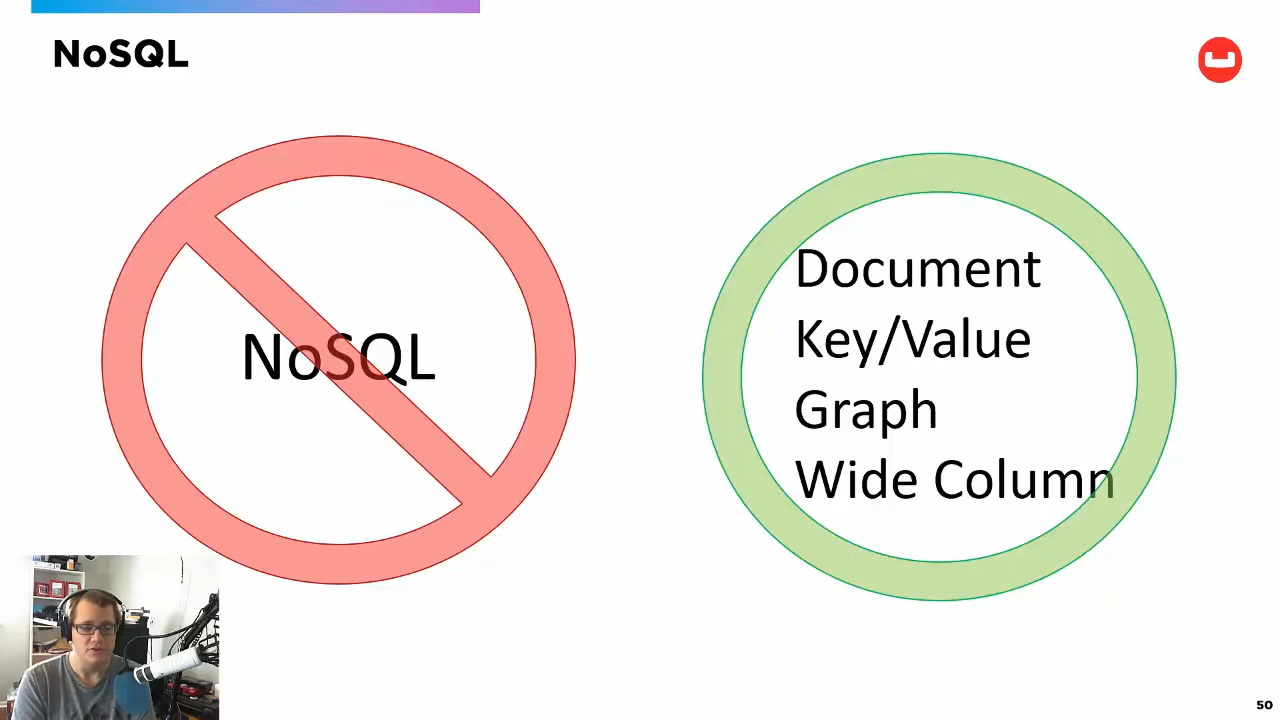 NoSQL
NoSQL
Document
Key/Value
Graph
Wide Column
50